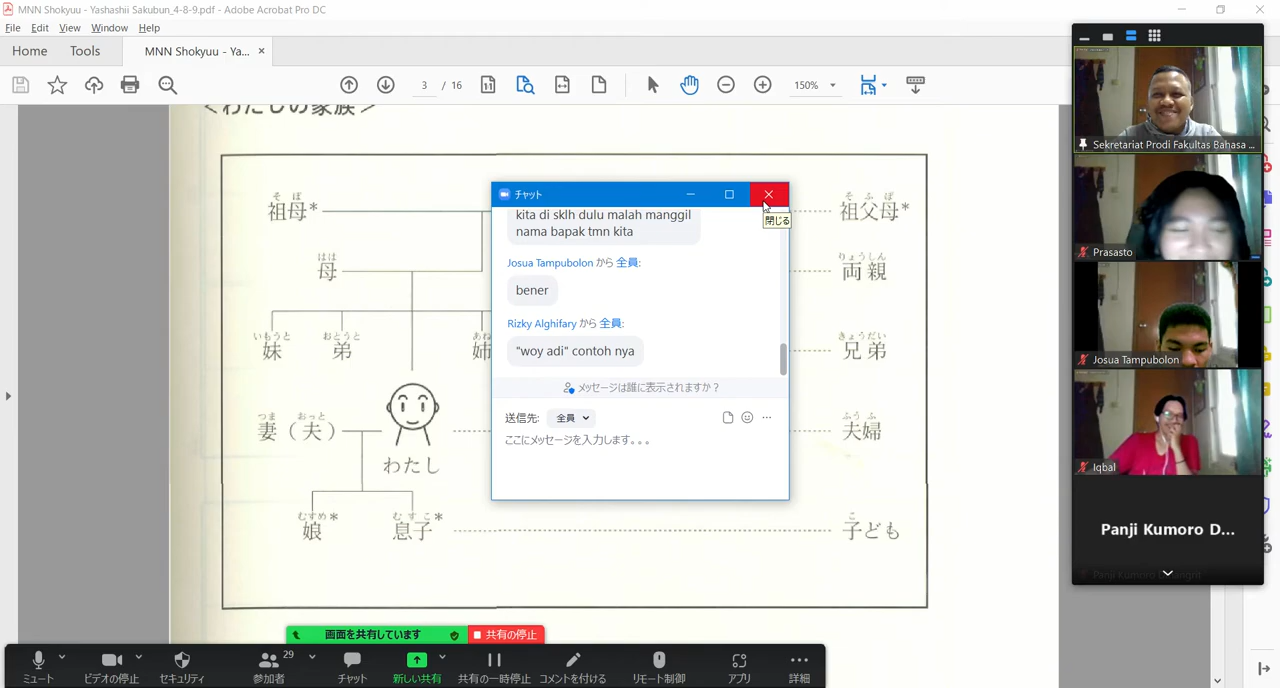 MNN Shokyuu - Yashashii Sakubun_4-8-9.pdf - Adobe Acrobat Pro DC
File Edit View Window Help
Home Tools MNN Shokyuu - Ya... ×
3 / 16 150%
<わたしの家族>
そぼ
祖母*
そふぼ
祖父母*
はは
母
りょうしん
両親
いもうと おとうと あね
妹 弟 姉
きょうだい
兄弟
つま おっと
妻(夫)
わたし
ふうふ
夫婦
むすめ むすこ
娘* 息子*
こ
子ども
チャット
閉じる
kita di sklh dulu malah manggil
nama bapak tmn kita
Josua Tampubolon から 全員:
bener
Rizky Alghifary から 全員:
"woy adi" contoh nya
メッセージは誰に表示されますか?
送信先: 全員
ここにメッセージを入力します。。。
Sekretariat Prodi Fakultas Bahasa ...
Prasasto
Josua Tampubolon
Iqbal
Panji Kumoro D...
画面を共有しています 共有の停止
29
ミュート ビデオの停止 セキュリティ 参加者 チャット 新しい共有 共有の一時停止 コメントを付ける リモート制御 アプリ 詳細